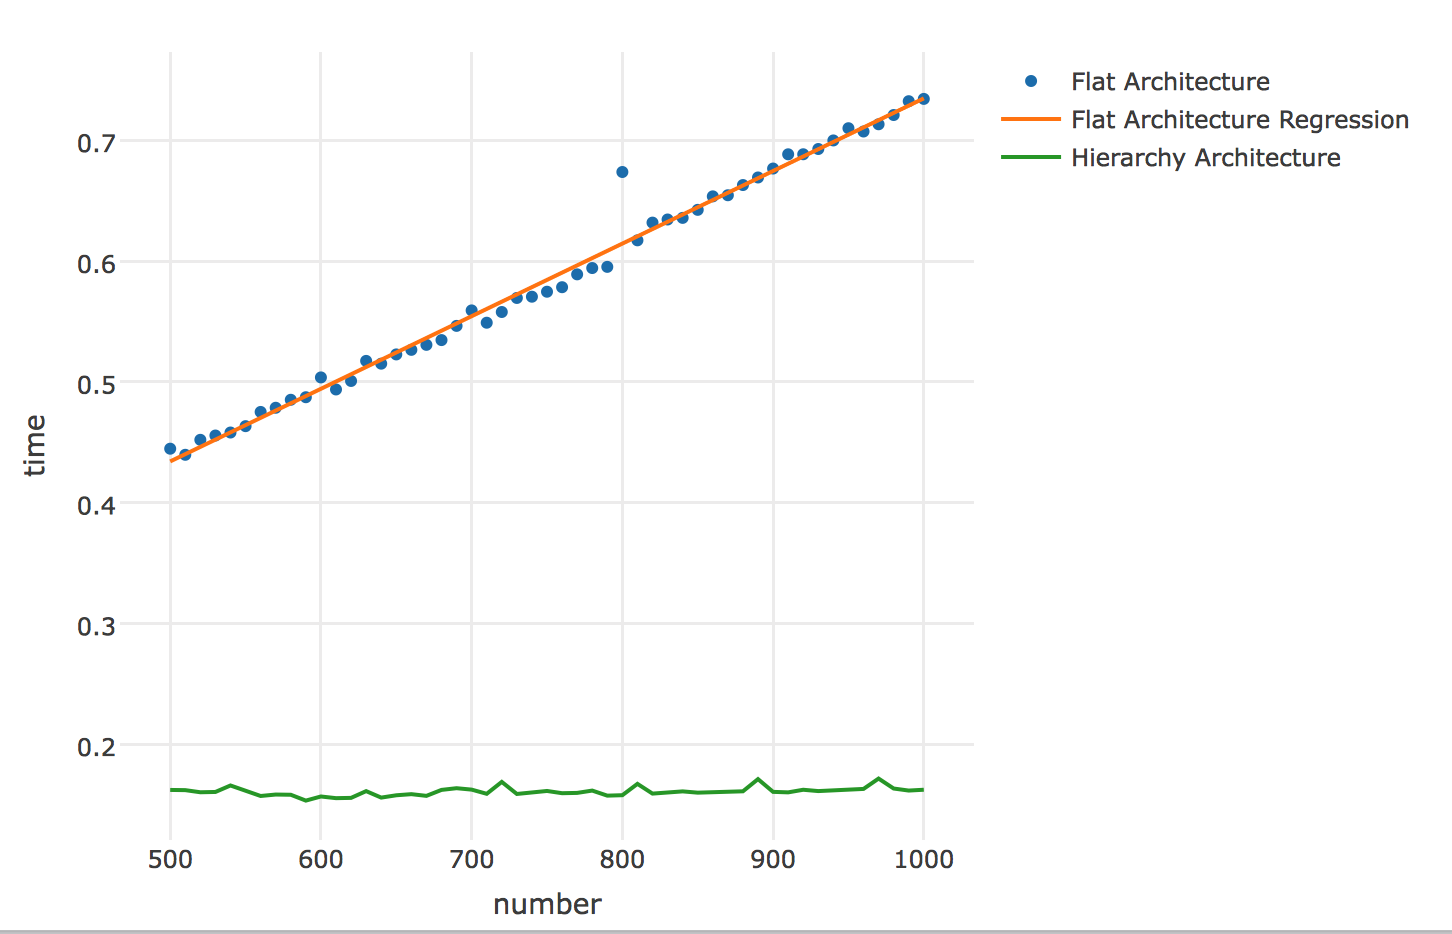 Flat Architecture
Flat Architecture Regression
Hierarchy Architecture
0.7
0.6
0.5
0.4
0.3
0.2
time
500 600 700 800 900 1000
number